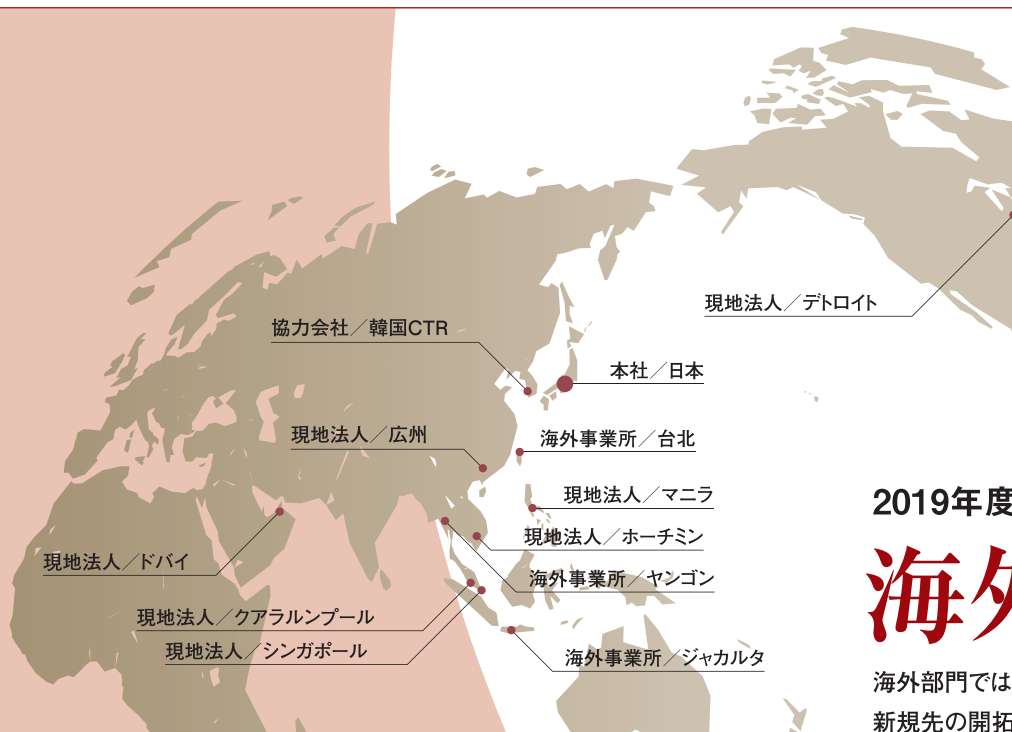 現地法人／デトロイト
協力会社／韓国CTR
本社／日本
現地法人／広州
海外事業所／台北
現地法人／マニラ
2019年度
現地法人／ホーチミン
現地法人／ドバイ
海外事業所／ヤンゴン
海外
現地法人／クアラルンプール
現地法人／シンガポール
海外事業所／ジャカルタ
海外部門では
新規先の開拓